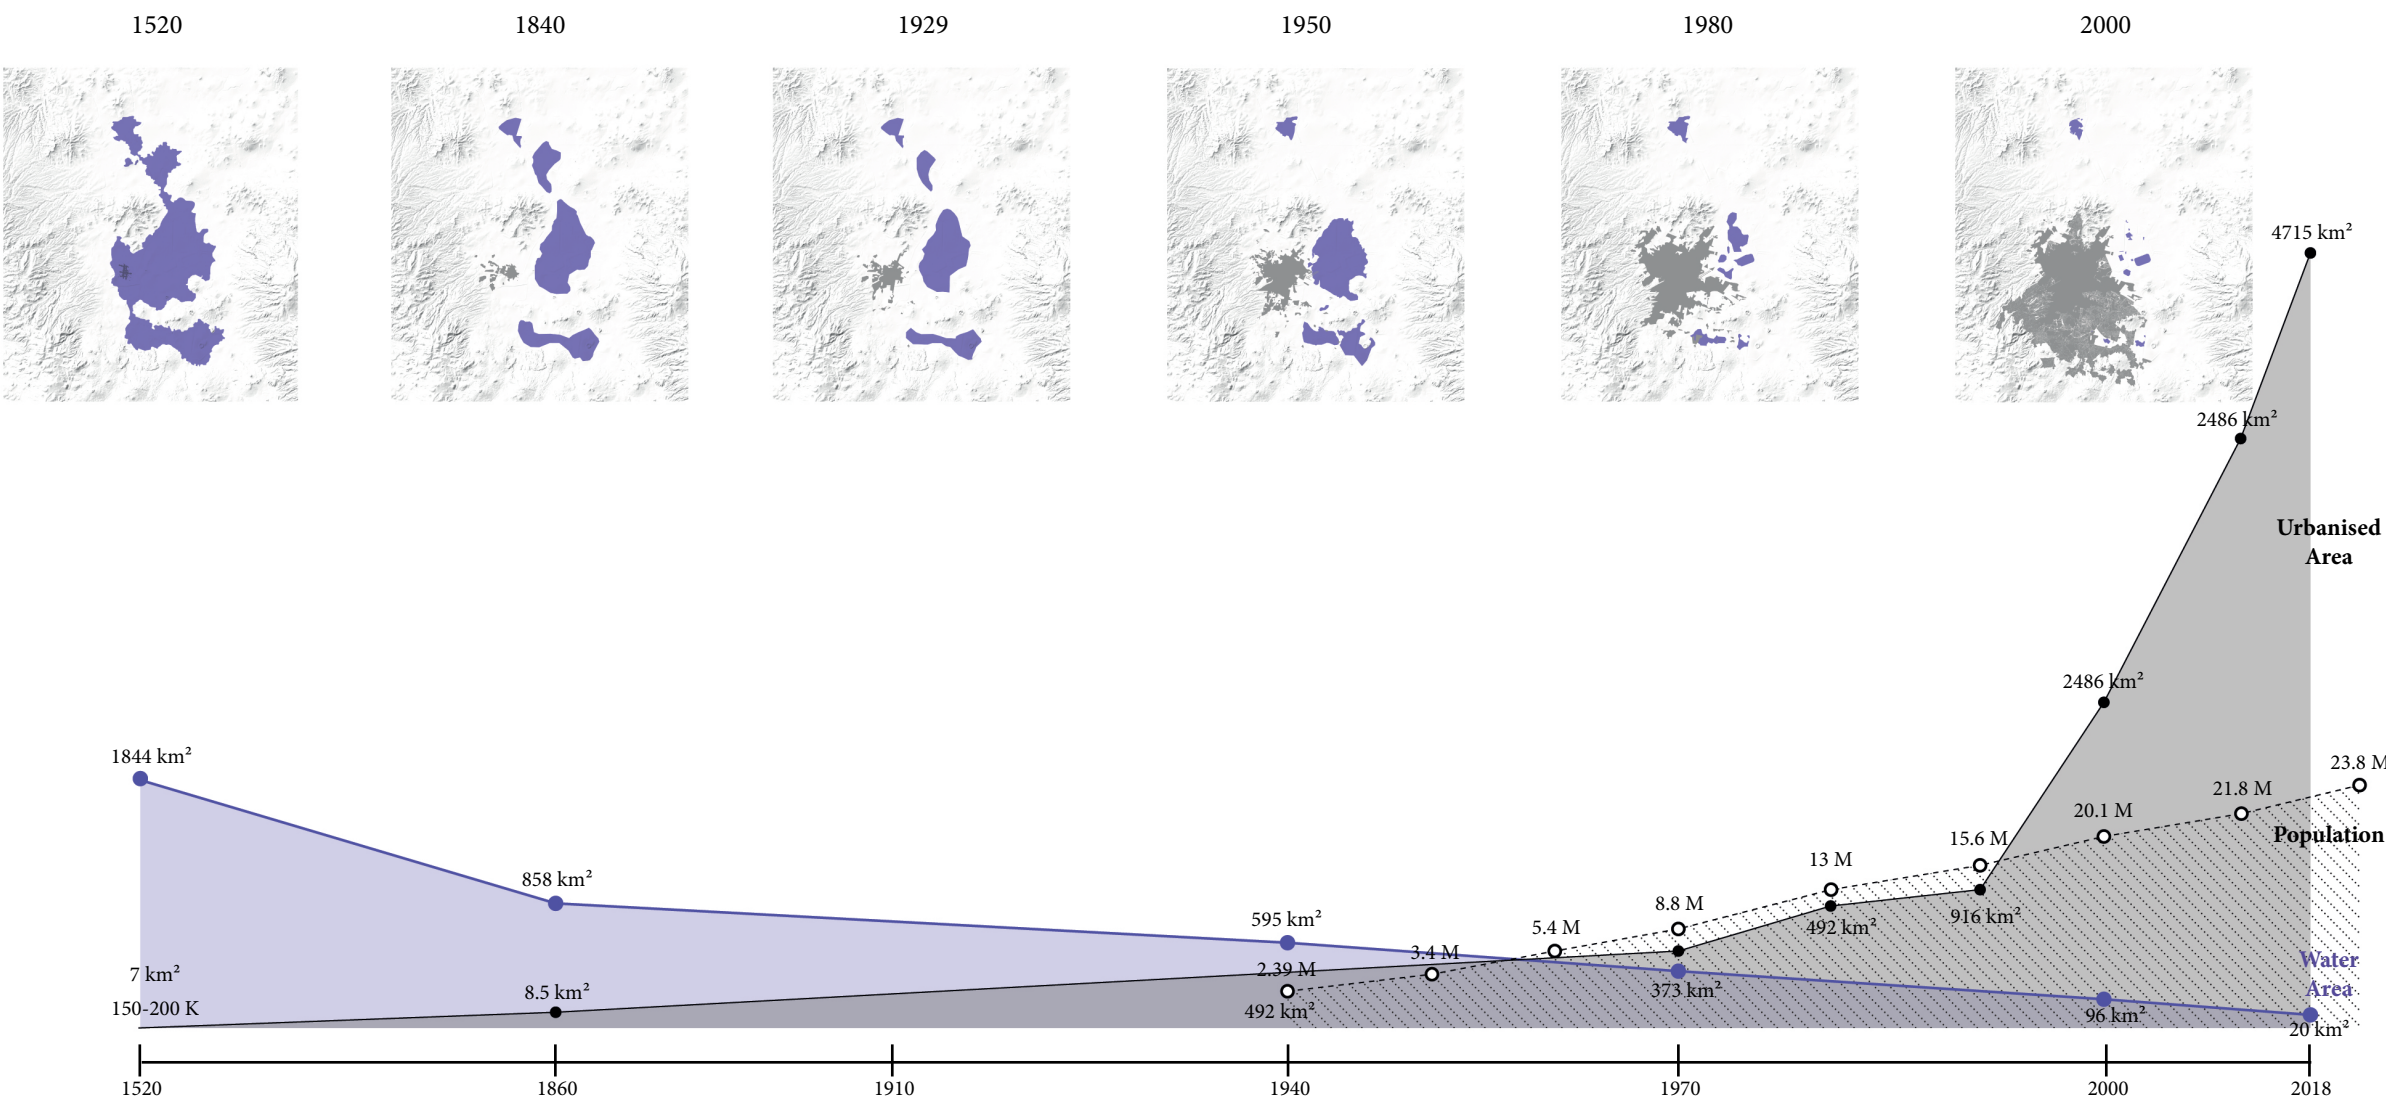 1520
1840
1929
1950
1980
2000
4715 km²
2486 km²
Urbanised
Area
2486 km²
1844 km²
23.8 M
21.8 M
20.1 M
Population
15.6 M
13 M
858 km²
8.8 M
595 km²
5.4 M
492 km²
916 km²
3.4 M
Water
Area
7 km²
2.39 M
373 km²
8.5 km²
150-200 K
492 km²
96 km²
20 km²
1520
1860
1910
1940
1970
2000
2018